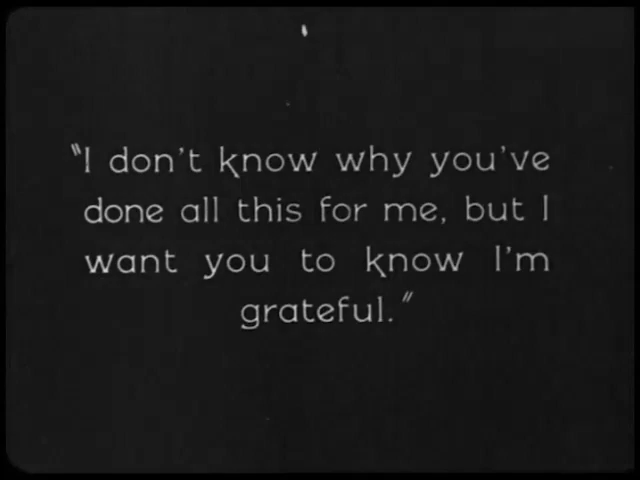 "I don't know why you've
done all this for me, but I
want you to know I'm
grateful."